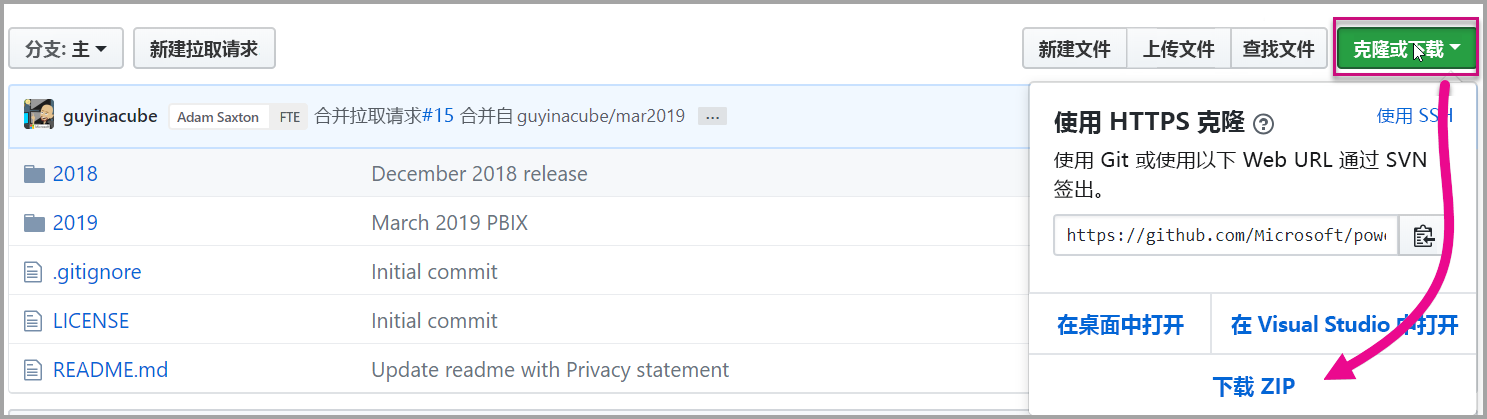 分支: 主
新建拉取请求
新建文件
上传文件
查找文件
克隆或下载
guyinacube
Adam Saxton
FTE
合并拉取请求#15 合并自 guyinacube/mar2019
...
2018
December 2018 release
2019
March 2019 PBIX
.gitignore
Initial commit
LICENSE
Initial commit
README.md
Update readme with Privacy statement
使用 HTTPS 克隆
使用 SSH
使用 Git 或使用以下 Web URL 通过 SVN
签出。
https://github.com/Microsoft/powe
在桌面中打开
在 Visual Studio 中打开
下载 ZIP